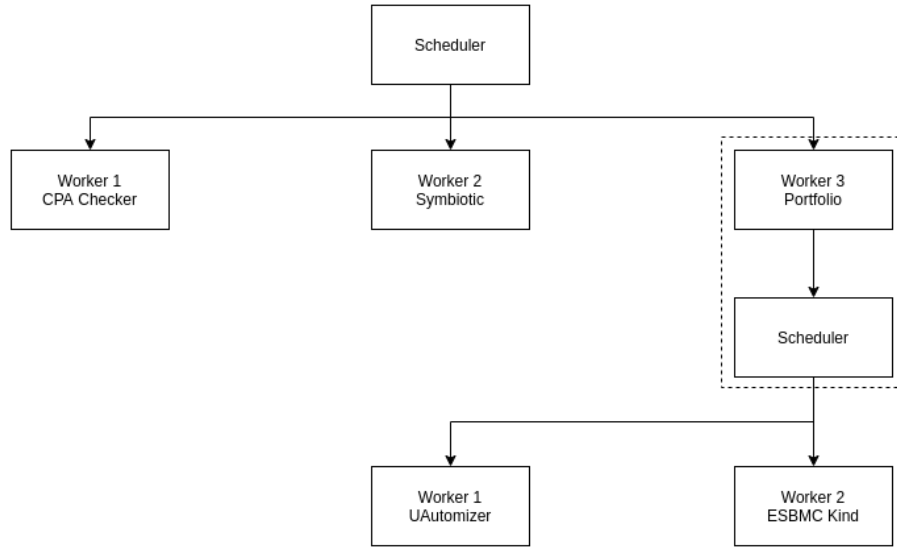 Scheduler
Worker 1
CPA Checker
Worker 2
Symbiotic
Worker 3
Portfolio
Scheduler
Worker 1
UAutomizer
Worker 2
ESBMC Kind